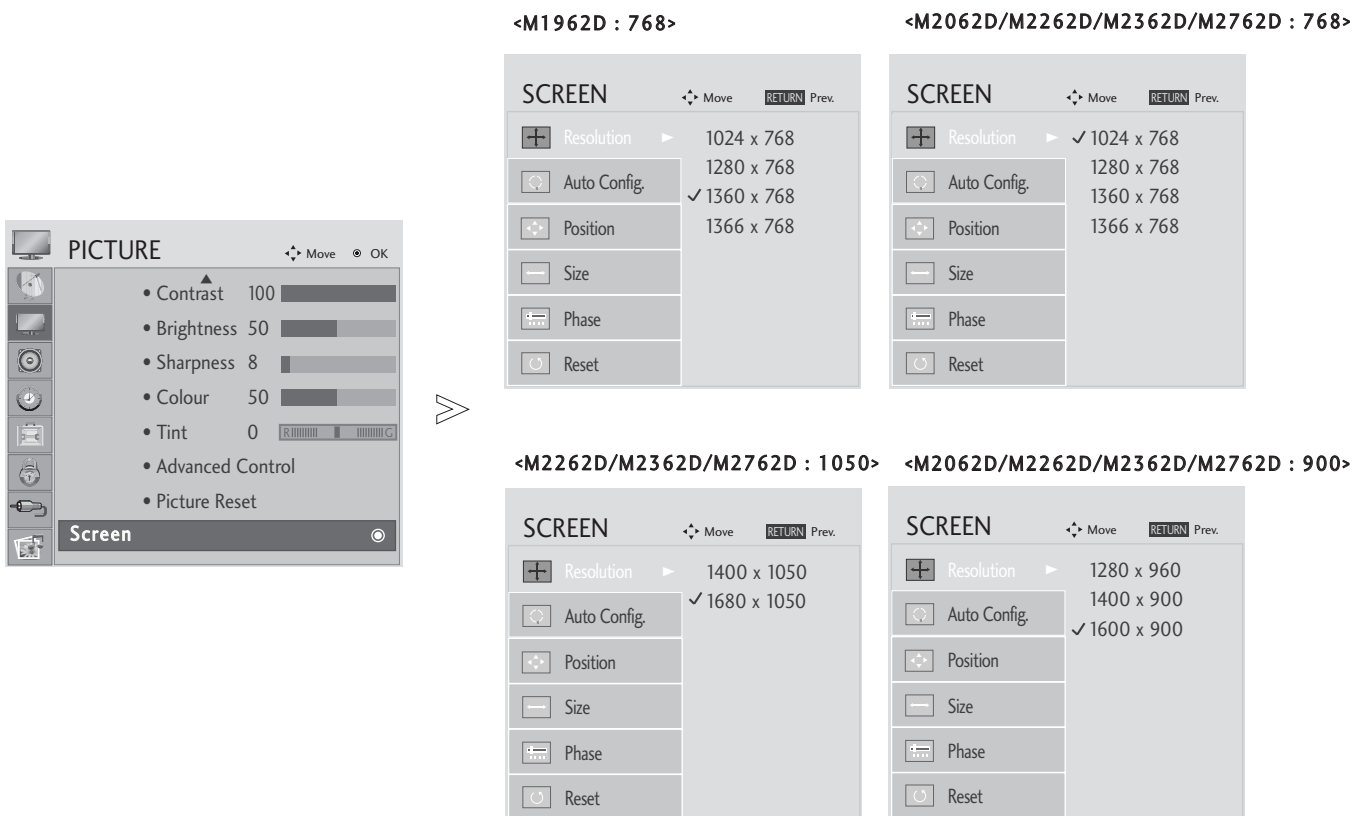 <M1962D : 768>
SCREEN
Move RETURN Prev.
Resolution
Auto Config.
Position
Size
Phase
Reset
1024 x 768
1280 x 768
✓ 1360 x 768
1366 x 768
<M2062D/M2262D/M2362D/M2762D : 768>
SCREEN
Move RETURN Prev.
Resolution
Auto Config.
Position
Size
Phase
Reset
✓ 1024 x 768
1280 x 768
1360 x 768
1366 x 768
PICTURE
Move OK
• Contrast 100
• Brightness 50
• Sharpness 8
• Colour 50
• Tint 0 R G
• Advanced Control
• Picture Reset
Screen
<M2262D/M2362D/M2762D : 1050>
SCREEN
Move RETURN Prev.
Resolution
Auto Config.
Position
Size
Phase
Reset
1400 x 1050
✓ 1680 x 1050
<M2062D/M2262D/M2362D/M2762D : 900>
SCREEN
Move RETURN Prev.
Resolution
Auto Config.
Position
Size
Phase
Reset
1280 x 960
1400 x 900
✓ 1600 x 900